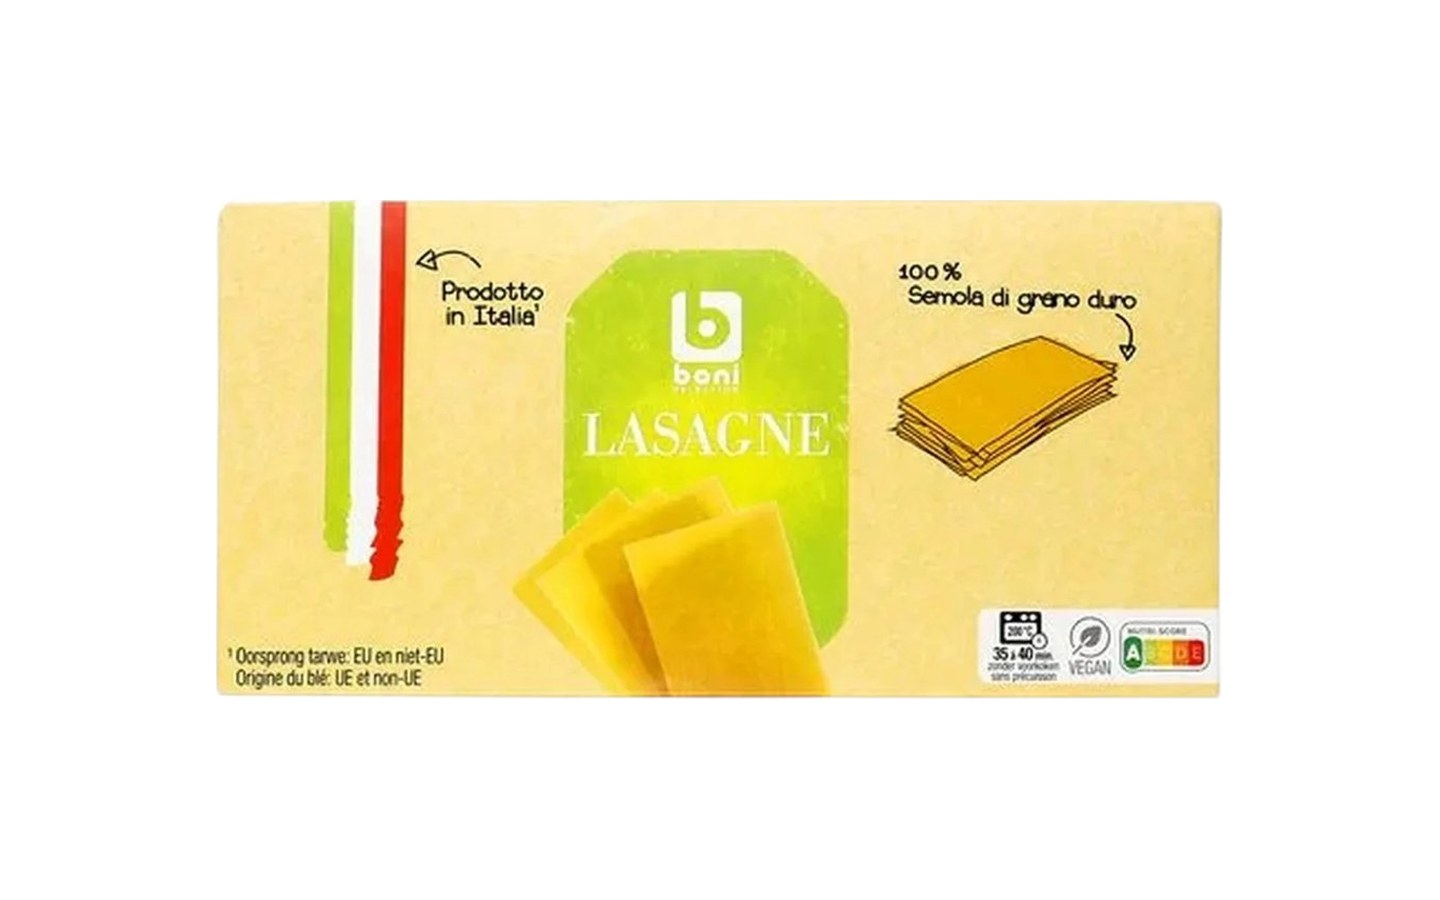 Prodotto
in Italia¹
100 %
Semola di grano duro
boni
SELECTION
LASAGNE
¹ Oorsprong tarwe: EU en niet-EU
Origine du blé: UE et non-UE
200°C
35 à 40 min.
zonder voorkoken
sans précuisson
VEGAN
NUTRI-SCORE
A D E